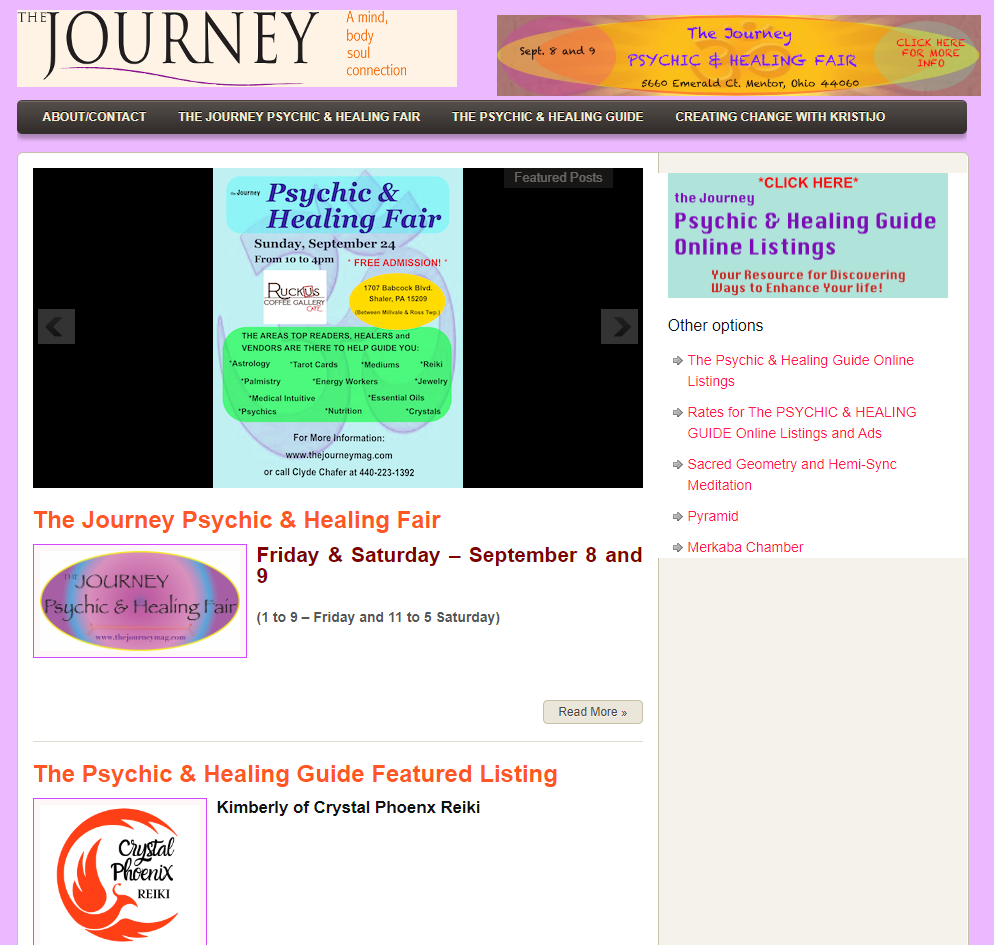 THE
JOURNEY
A mind,
body
soul
connection
The Journey
Sept. 8 and 9
PSYCHIC & HEALING FAIR
5660 Emerald Ct. Mentor, Ohio 44060
CLICK HERE
FOR MORE
INFO
ABOUT/CONTACT THE JOURNEY PSYCHIC & HEALING FAIR THE PSYCHIC & HEALING GUIDE CREATING CHANGE WITH KRISTIJO
Featured Posts
the Journey
Psychic &
Healing Fair
Sunday, September 24
From 10 to 4pm
* FREE ADMISSION! *
RUCKUS
COFFEE GALLERY
CAFE
1707 Babcock Blvd.
Shaler, PA 15209
(Between Millvale & Ross Twp.)
THE AREAS TOP READERS, HEALERS and
VENDORS ARE THERE TO HELP GUIDE YOU:
*Astrology *Tarot Cards *Mediums *Reiki
*Palmistry *Energy Workers *Jewelry
*Medical Intuitive *Essential Oils
*Psychics *Nutrition *Crystals
For More Information:
www.thejourneymag.com
or call Clyde Chafer at 440-223-1392
The Journey Psychic & Healing Fair
THE JOURNEY
Psychic & Healing Fair
www.thejourneymag.com
Friday & Saturday – September 8 and
9
(1 to 9 – Friday and 11 to 5 Saturday)
Read More »
The Psychic & Healing Guide Featured Listing
Crystal
Phoenix
REIKI
Kimberly of Crystal Phoenx Reiki
*CLICK HERE*
the Journey
Psychic & Healing Guide
Online Listings
Your Resource for Discovering
Ways to Enhance Your life!
Other options
The Psychic & Healing Guide Online
Listings
Rates for The PSYCHIC & HEALING
GUIDE Online Listings and Ads
Sacred Geometry and Hemi-Sync
Meditation
Pyramid
Merkaba Chamber